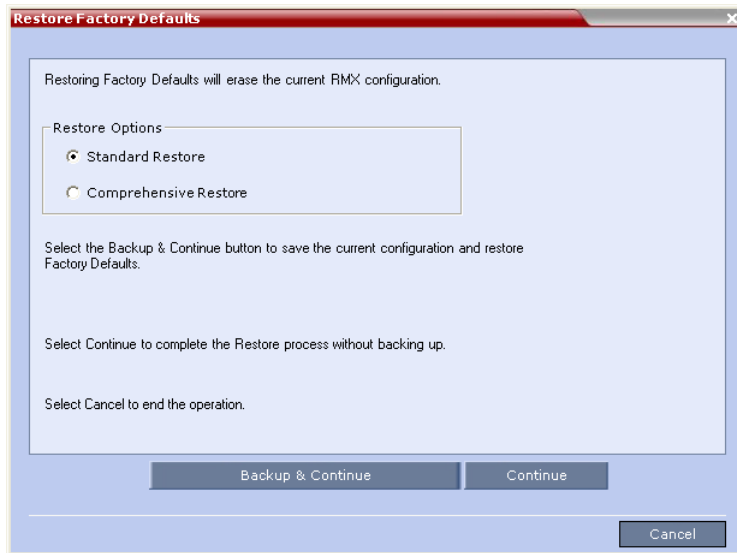 Restore Factory Defaults
Restoring Factory Defaults will erase the current RMX configuration.
Restore Options
Standard Restore
Comprehensive Restore
Select the Backup & Continue button to save the current configuration and restore
Factory Defaults.
Select Continue to complete the Restore process without backing up.
Select Cancel to end the operation.
Backup & Continue
Continue
Cancel